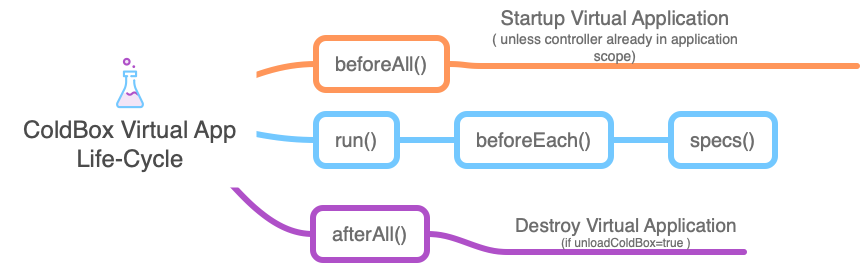 ColdBox Virtual App
Life-Cycle
beforeAll()
Startup Virtual Application
( unless controller already in application
scope)
run()
beforeEach()
specs()
afterAll()
Destroy Virtual Application
(if unloadColdBox=true )